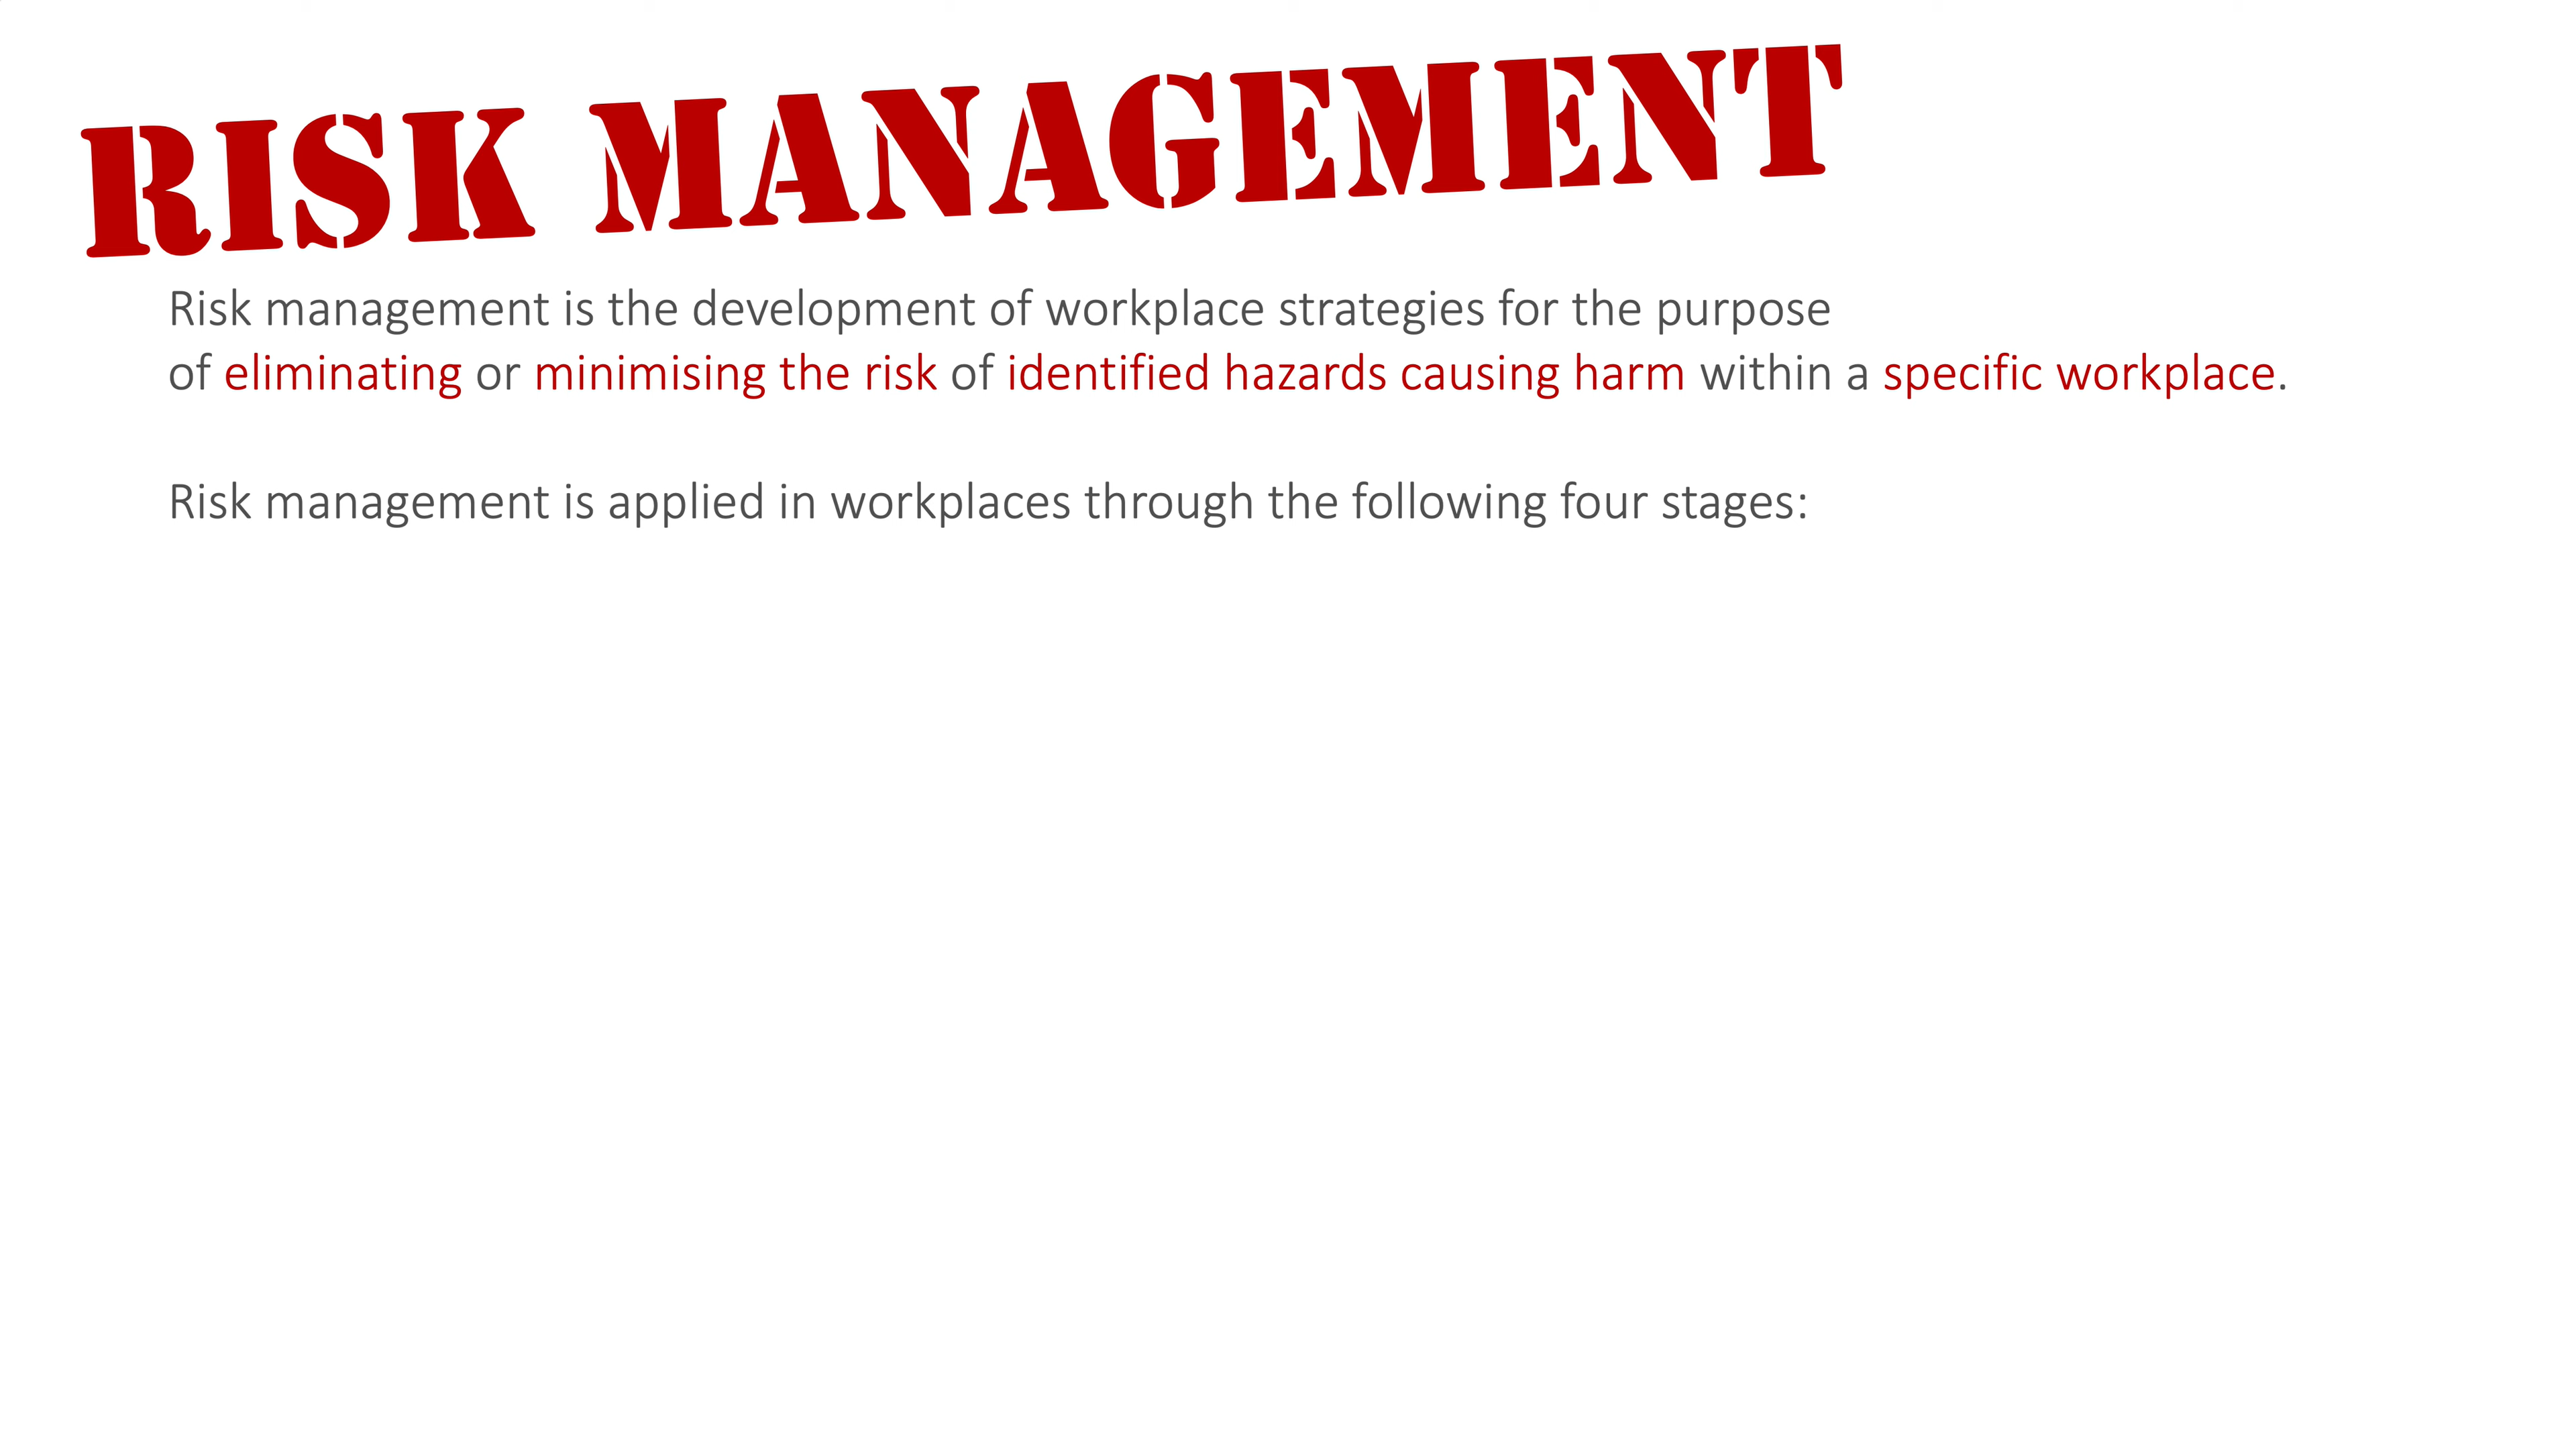 RISK MANAGEMENT
Risk management is the development of workplace strategies for the purpose
of eliminating or minimising the risk of identified hazards causing harm within a specific workplace.
Risk management is applied in workplaces through the following four stages: